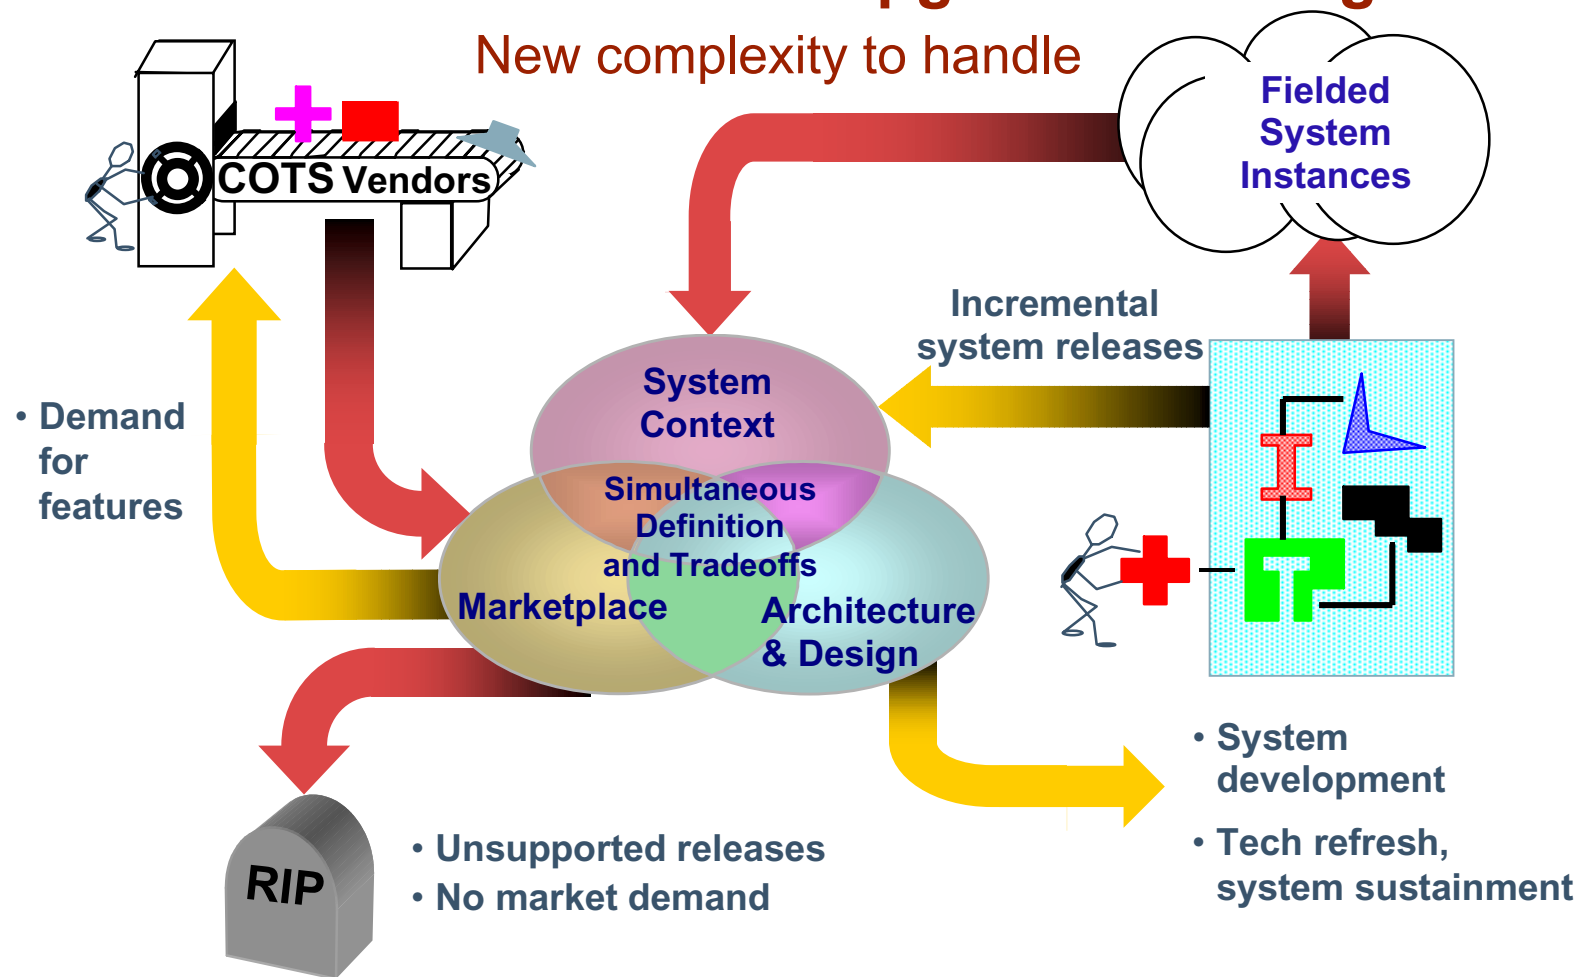 New complexity to handle
Fielded
System
Instances
COTS Vendors
Incremental
system releases
• Demand
for
features
System
Context
Simultaneous
Definition
and Tradeoffs
Marketplace
Architecture
& Design
• System
development
• Tech refresh,
system sustainment
• Unsupported releases
• No market demand
RIP